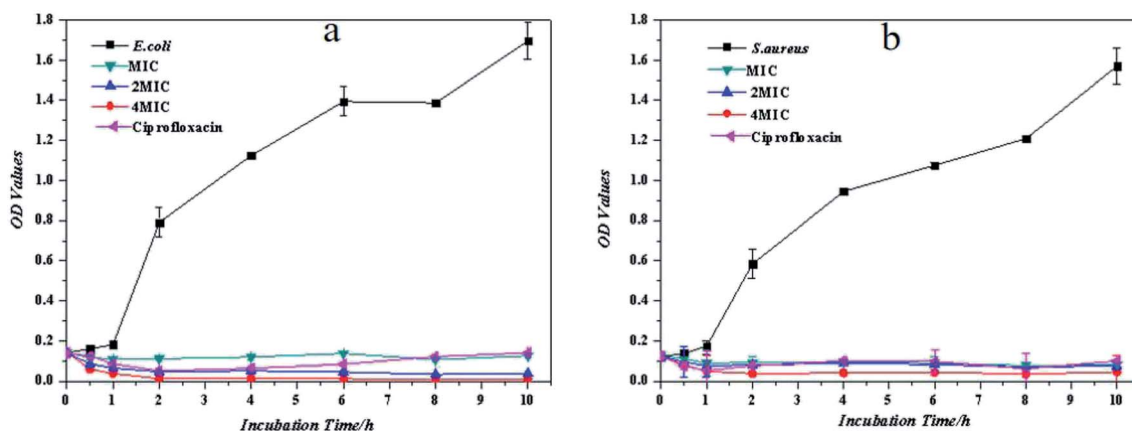 a
E.coli
MIC
2MIC
4MIC
Ciprofloxacin
OD Values
1.8
1.6
1.4
1.2
1.0
0.8
0.6
0.4
0.2
0.0
0 1 2 3 4 5 6 7 8 9 10
Incubation Time/h
b
S.aureus
MIC
2MIC
4MIC
Ciprofloxacin
OD Values
1.8
1.6
1.4
1.2
1.0
0.8
0.6
0.4
0.2
0.0
0 1 2 3 4 5 6 7 8 9 10
Incubation Time/h